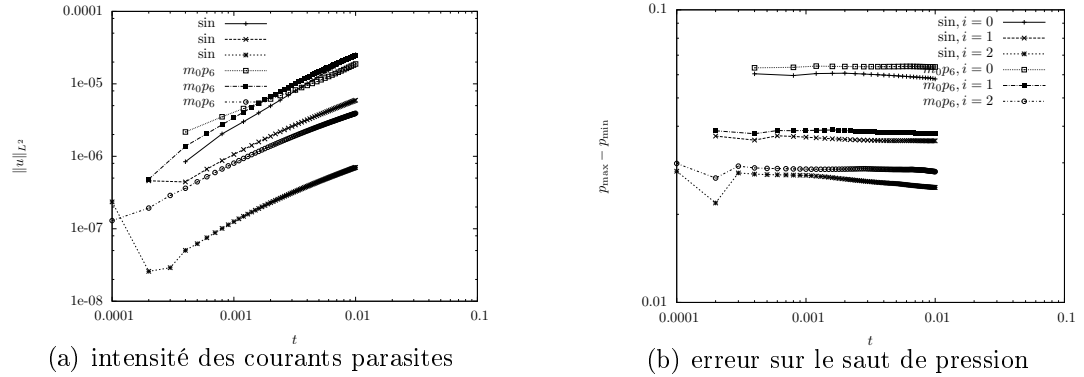 0.0001
1e-05
1e-06
1e-07
1e-08
0.0001
0.001
0.01
0.1
‖u‖_{L²}
t
sin
sin
sin
m₀p₆
m₀p₆
m₀p₆
(a) intensité des courants parasites
0.1
0.01
0.0001
0.001
0.01
0.1
p_max − p_min
t
sin, i = 0
sin, i = 1
sin, i = 2
m₀p₆, i = 0
m₀p₆, i = 1
m₀p₆, i = 2
(b) erreur sur le saut de pression